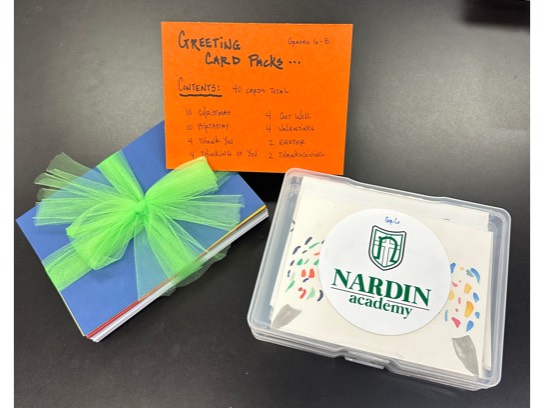 GREETING
Grades 6-8
CARD PACKS...
CONTENTS: 40 CARDS TOTAL
10 CHRISTMAS 4 GET WELL
10 BIRTHDAY 4 VALENTINES
4 THANK YOU 2 EASTER
4 THINKING OF YOU 2 THANKSGIVING
n
NARDIN
academy